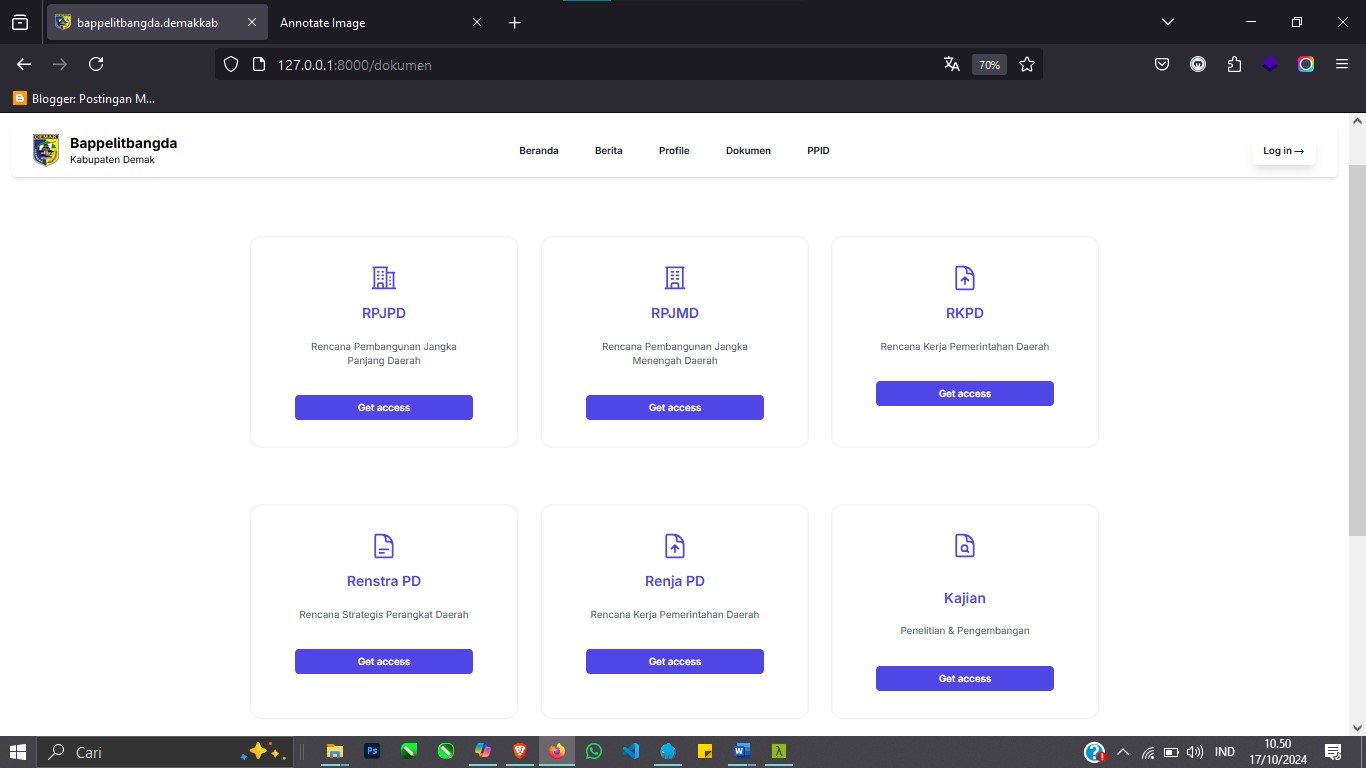 bappelitbangda.demakkab
Annotate Image
127.0.0.1:8000/dokumen
70%
Blogger: Postingan M...
DEMAK
Bappelitbangda
Kabupaten Demak
Beranda
Berita
Profile
Dokumen
PPID
Log in →
RPJPD
Rencana Pembangunan Jangka
Panjang Daerah
Get access
RPJMD
Rencana Pembangunan Jangka
Menengah Daerah
Get access
RKPD
Rencana Kerja Pemerintahan Daerah
Get access
Renstra PD
Rencana Strategis Perangkat Daerah
Get access
Renja PD
Rencana Kerja Pemerintahan Daerah
Get access
Kajian
Penelitian & Pengembangan
Get access
Cari
Ps
IND
10.50
17/10/2024